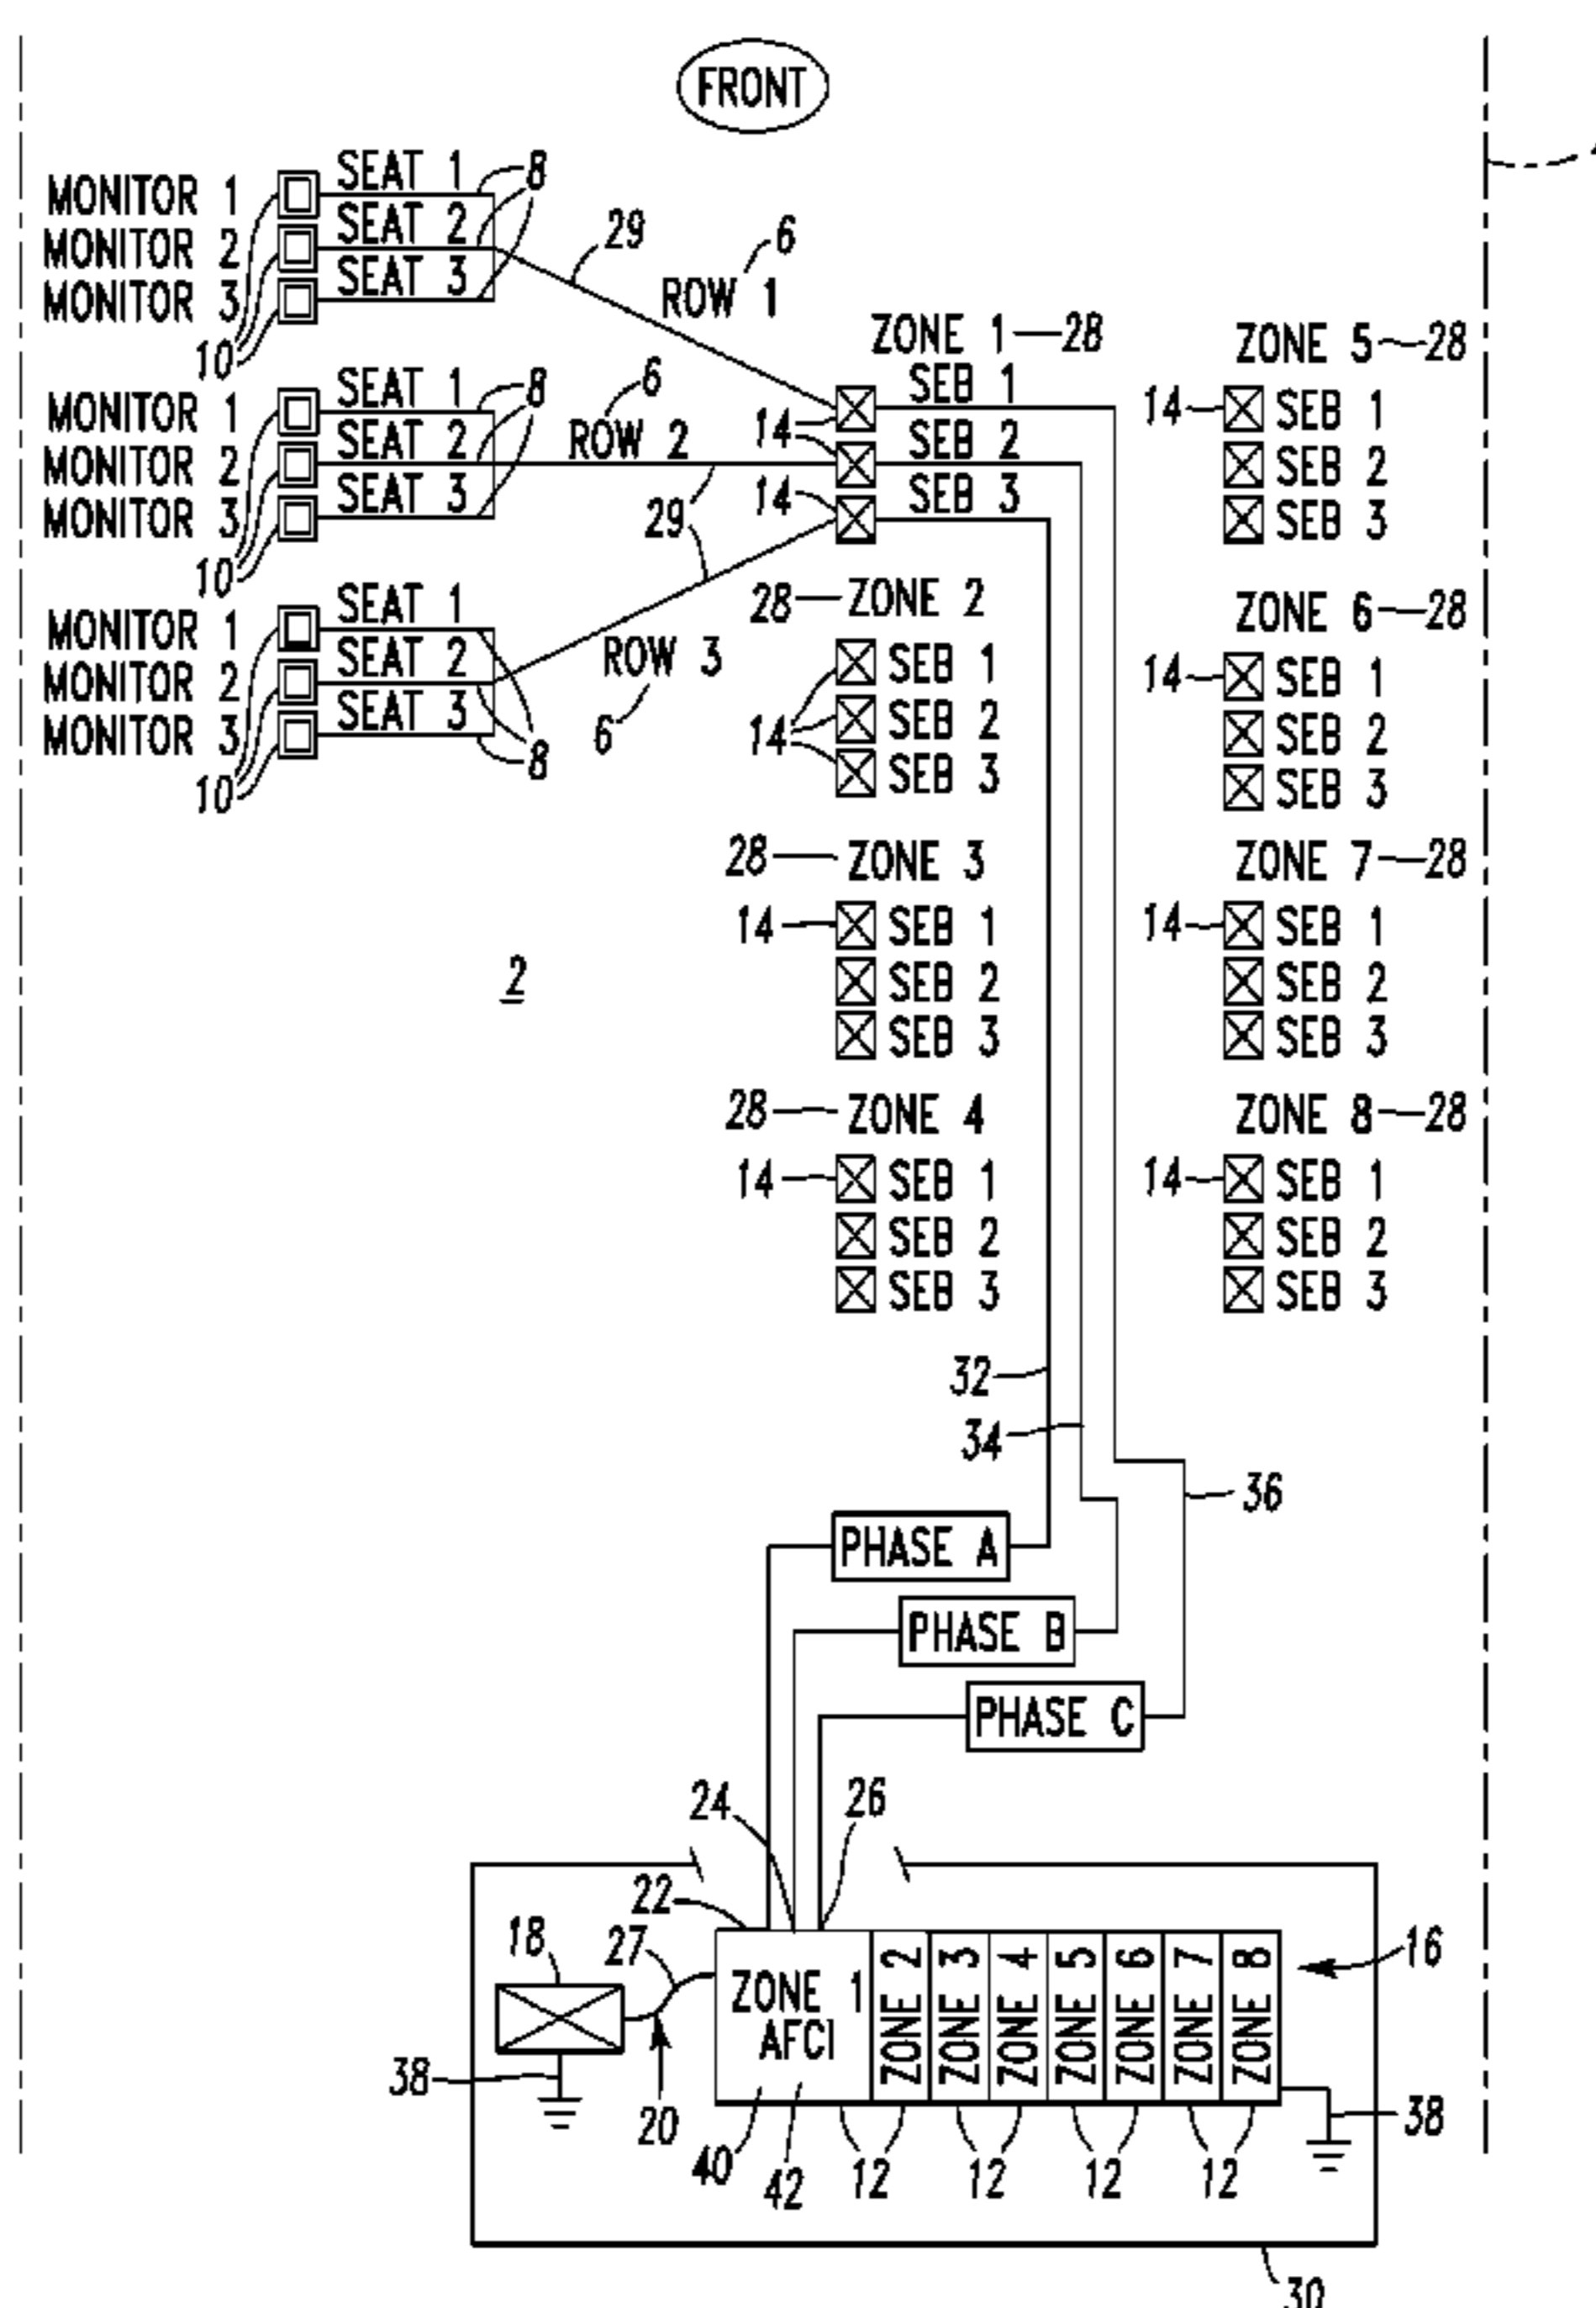 FRONT
MONITOR 1
SEAT 1
8
MONITOR 2
SEAT 2
MONITOR 3
SEAT 3
10
29
6
ROW 1
MONITOR 1
SEAT 1
8
MONITOR 2
SEAT 2
MONITOR 3
SEAT 3
10
6
ROW 2
29
MONITOR 1
SEAT 1
MONITOR 2
SEAT 2
MONITOR 3
SEAT 3
8
10
ROW 3
6
ZONE 1 28
SEB 1
14
SEB 2
14
SEB 3
28 ZONE 2
SEB 1
14
SEB 2
SEB 3
28 ZONE 3
14 SEB 1
SEB 2
SEB 3
28 ZONE 4
14 SEB 1
SEB 2
SEB 3
ZONE 5 28
14 SEB 1
SEB 2
SEB 3
ZONE 6 28
14 SEB 1
SEB 2
SEB 3
ZONE 7 28
14 SEB 1
SEB 2
SEB 3
ZONE 8 28
14 SEB 1
SEB 2
SEB 3
2
32
34
36
PHASE A
PHASE B
PHASE C
24
26
22
18
27
ZONE 1
AFCI
ZONE 2
ZONE 3
ZONE 4
ZONE 5
ZONE 6
ZONE 7
ZONE 8
16
38
20
40
42
12
12
12
12
38
30